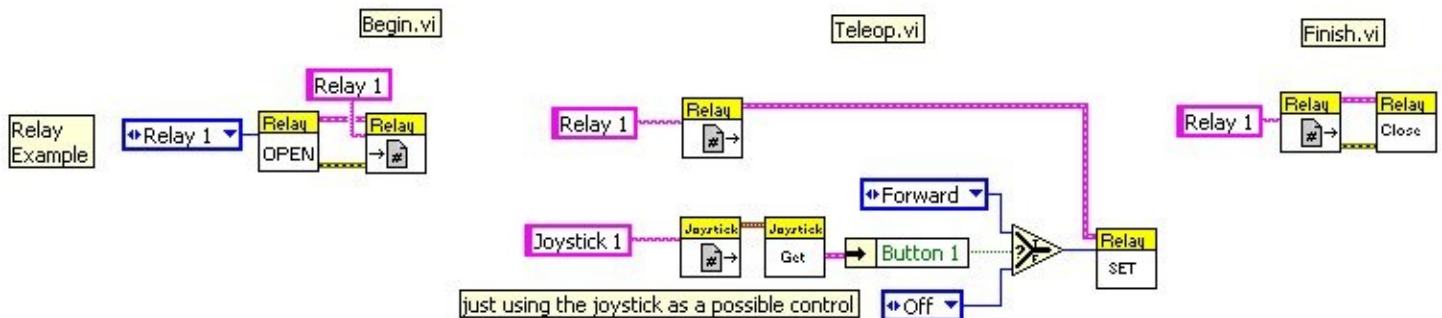 Begin.vi
Relay
Example
Relay 1
Relay 1
Relay
OPEN
Relay
#
Teleop.vi
Relay 1
Relay
#
Joystick 1
Joystick
#
Joystick
Get
Button 1
Forward
Off
?
T
F
Relay
SET
just using the joystick as a possible control
Finish.vi
Relay 1
Relay
#
Relay
Close